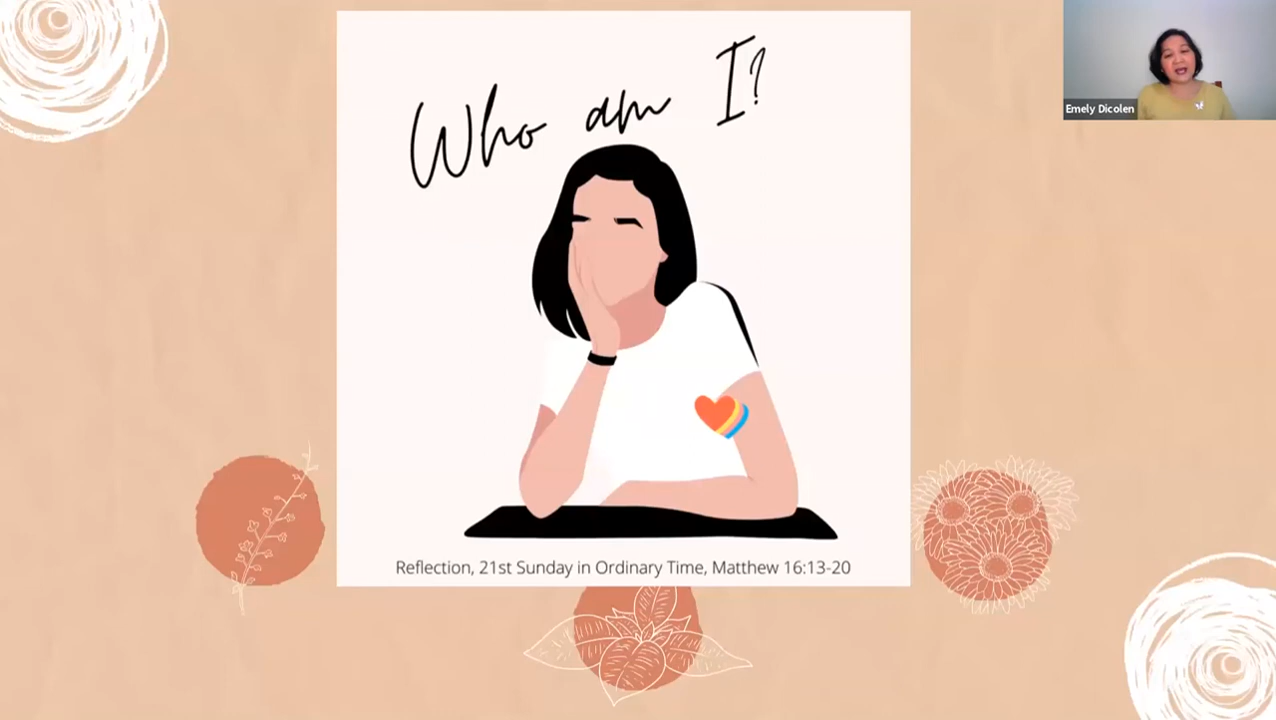 Who am I?
Emely Dicolen
Reflection, 21st Sunday in Ordinary Time, Matthew 16:13-20